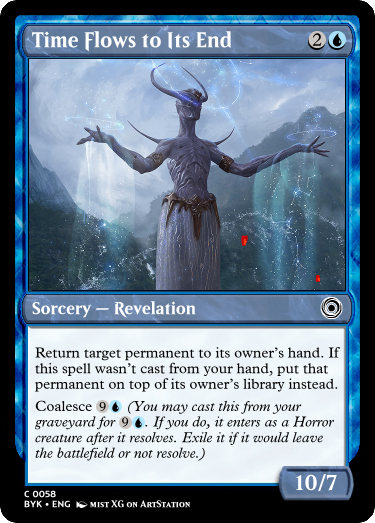 Time Flows to Its End 2
Sorcery — Revelation
Return target permanent to its owner's hand. If
this spell wasn't cast from your hand, put that
permanent on top of its owner's library instead.
Coalesce 9 (You may cast this from your
graveyard for 9 . If you do, it enters as a Horror
creature after it resolves. Exile it if it would leave
the battlefield or not resolve.)
10/7
C 0058
BYK • ENG MIST XG ON ARTSTATION